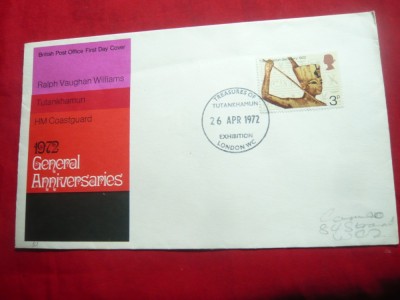 British Post Office First Day Cover
Ralph Vaughan Williams
Tutankhamun
HM Coastguard
1972
General
Anniversaries
TREASURES OF
TUTANKHAMUN
26 APR 1972
EXHIBITION
LONDON WC
3p